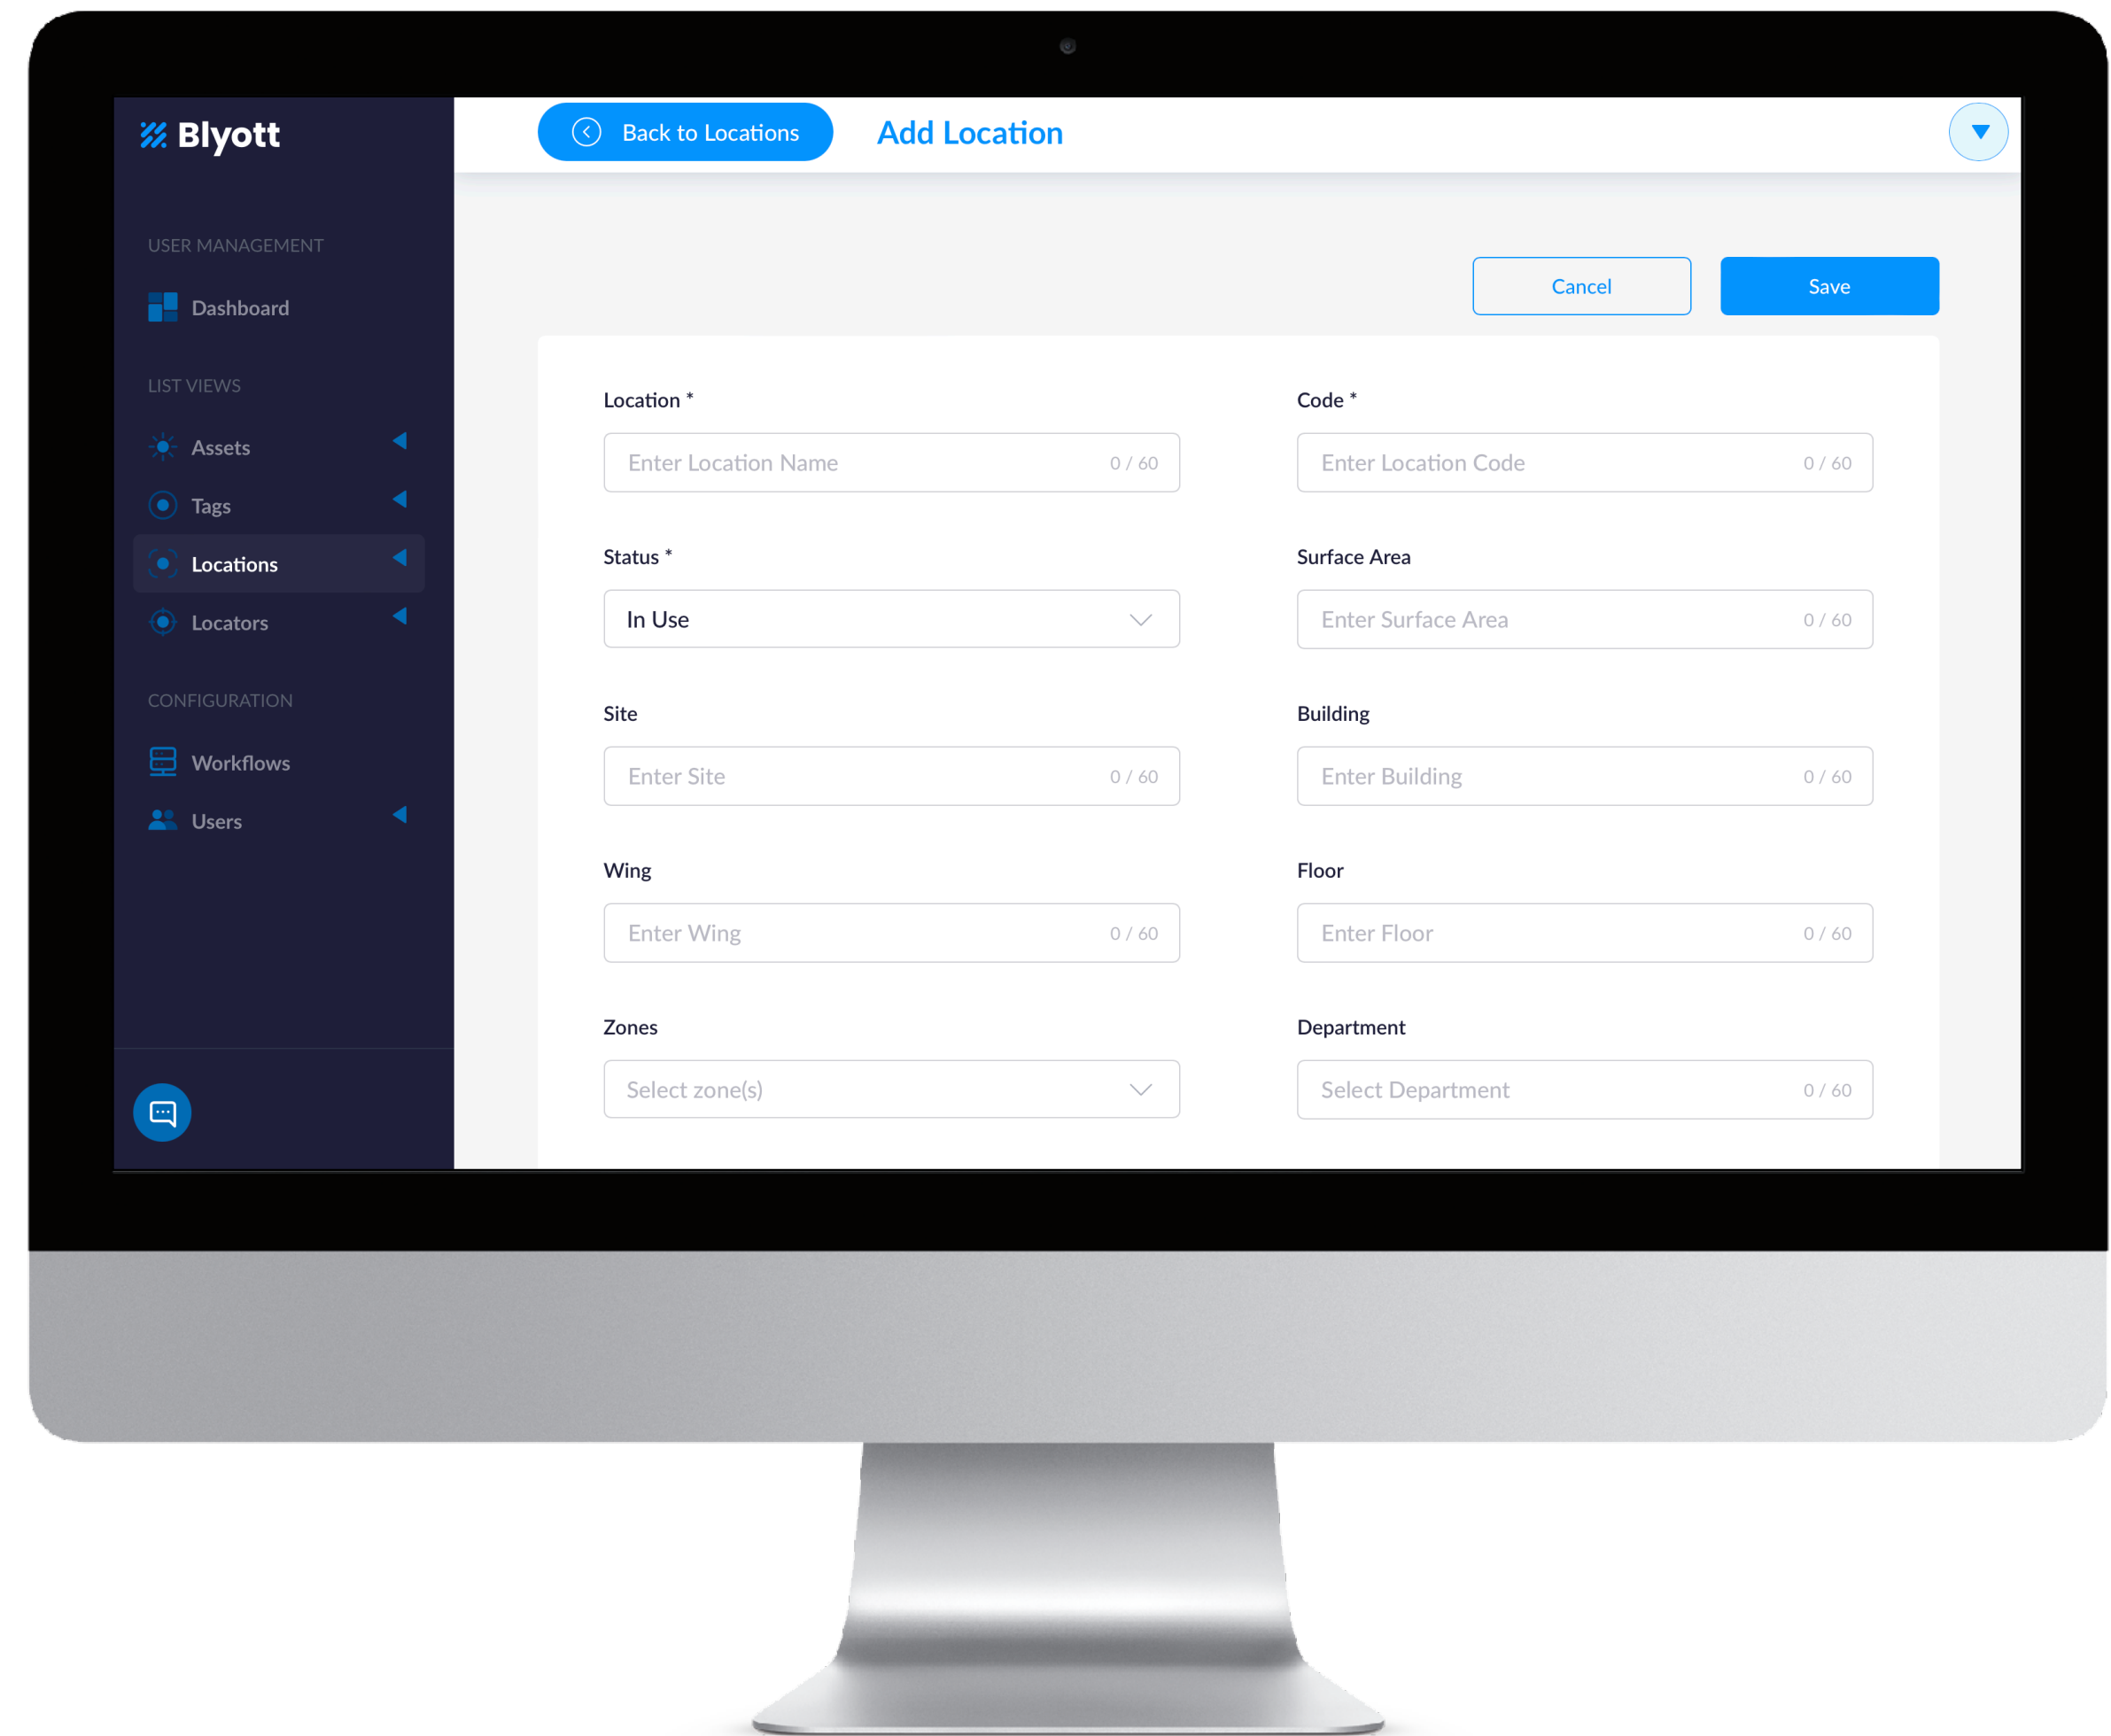 Blyott
Back to Locations
Add Location
USER MANAGEMENT
Dashboard
LIST VIEWS
Assets
Tags
Locations
Locators
CONFIGURATION
Workflows
Users
Cancel
Save
Location *
Code *
Enter Location Name 0 / 60
Enter Location Code 0 / 60
Status *
Surface Area
In Use
Enter Surface Area 0 / 60
Site
Building
Enter Site 0 / 60
Enter Building 0 / 60
Wing
Floor
Enter Wing 0 / 60
Enter Floor 0 / 60
Zones
Department
Select zone(s)
Select Department 0 / 60